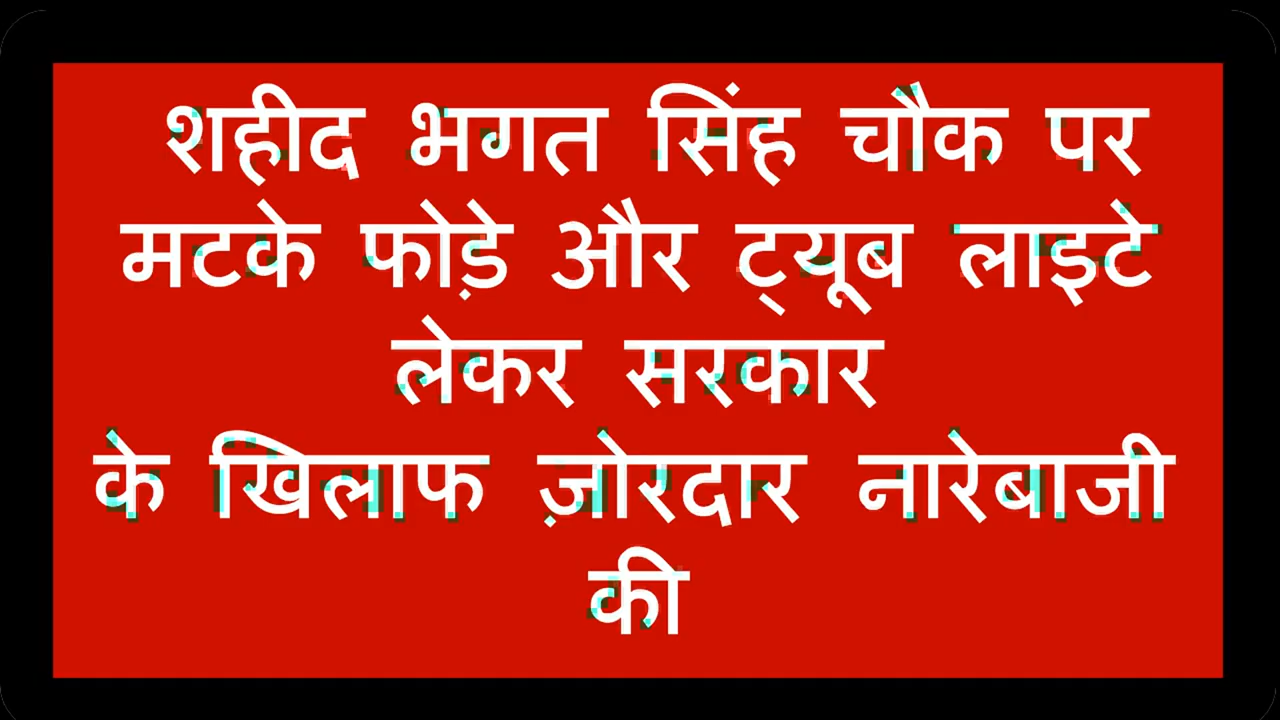 शहीद भगत सिंह चौक पर
मटके फोड़े और ट्यूब लाइटे
लेकर सरकार
के खिलाफ ज़ोरदार नारेबाजी
की